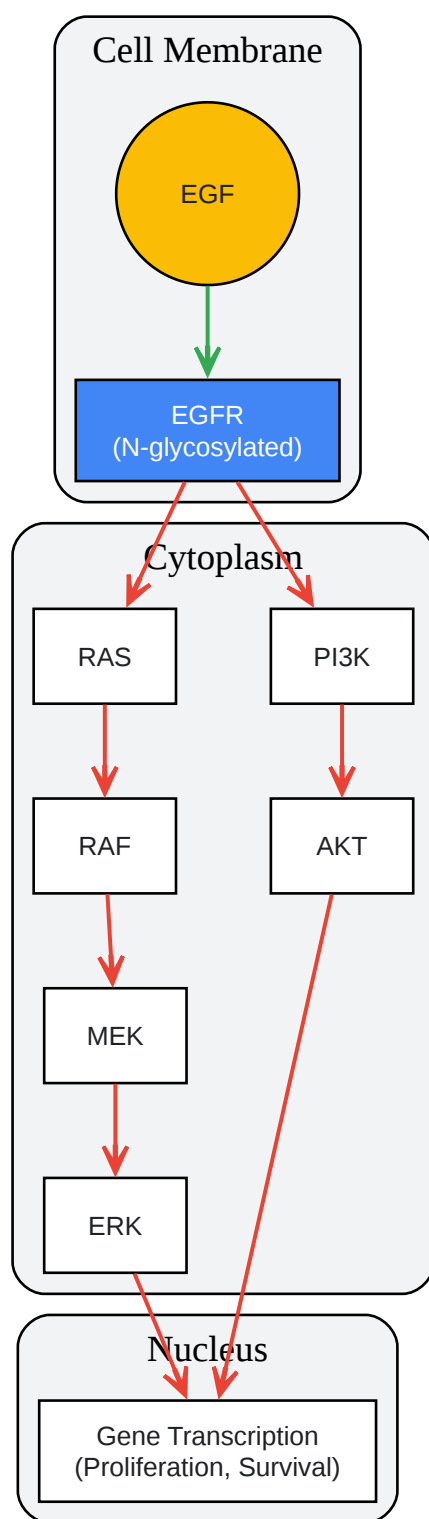 Cell Membrane
EGF
EGFR
(N-glycosylated)
Cytoplasm
RAS
PI3K
RAF
AKT
MEK
ERK
Nucleus
Gene Transcription
(Proliferation, Survival)